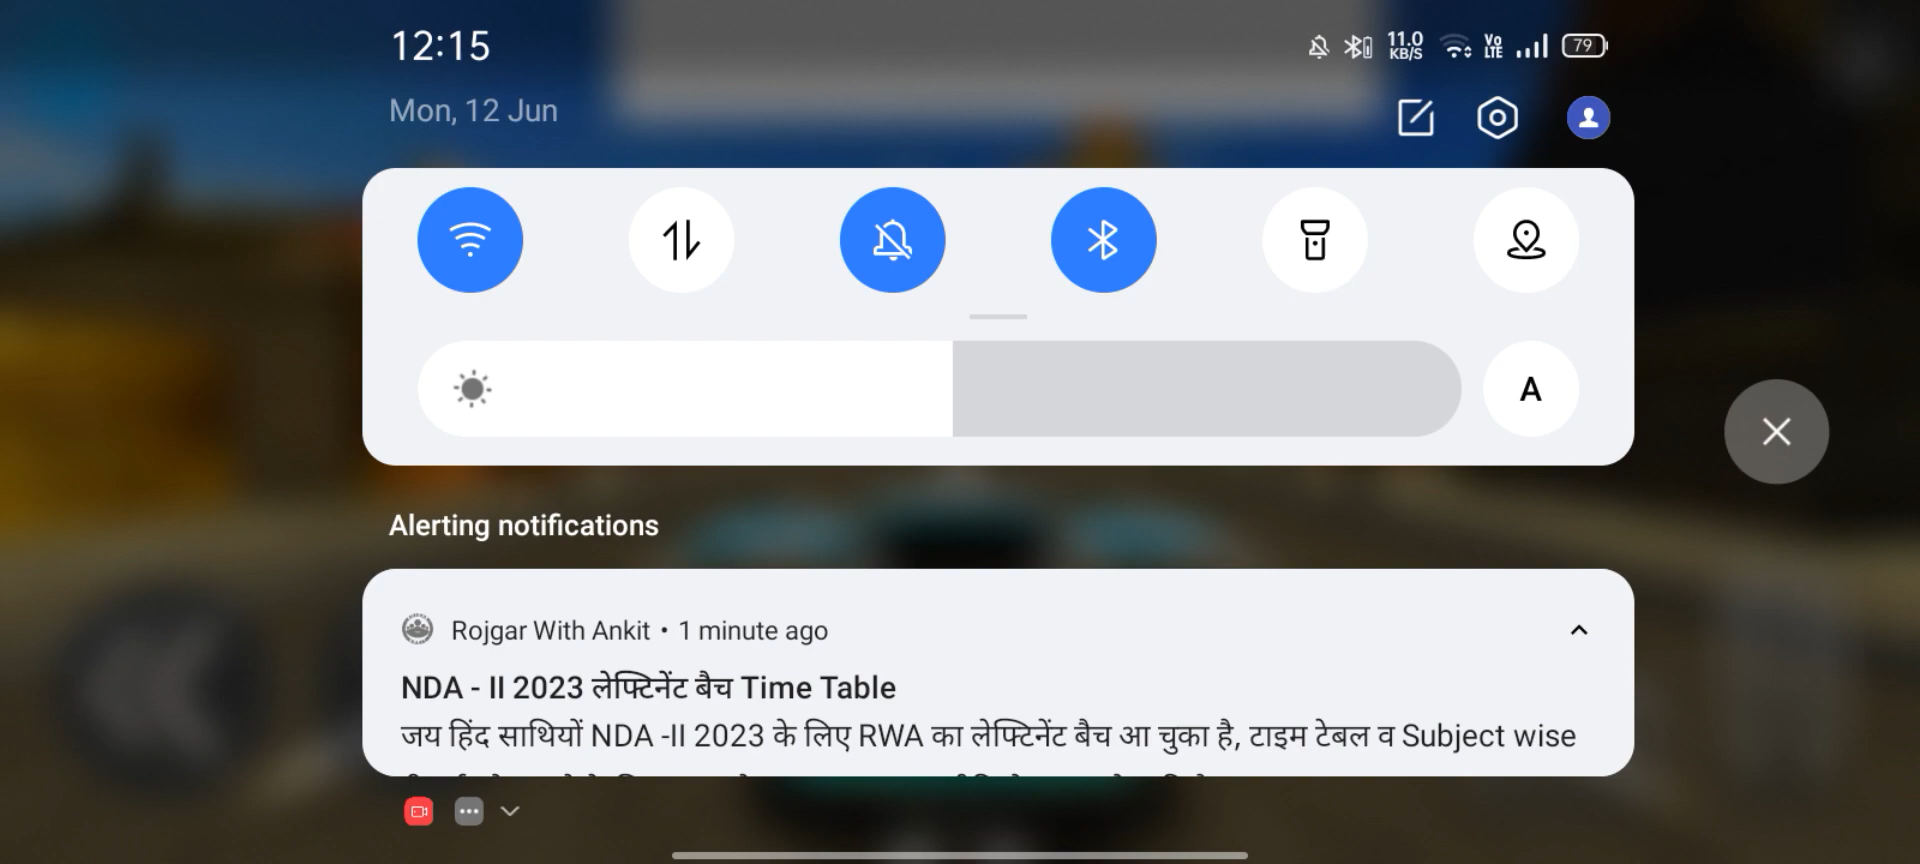 12:15
11.0
KB/S
Vo
LTE
79
Mon, 12 Jun
A
Alerting notifications
Rojgar With Ankit • 1 minute ago
NDA - II 2023 लेफ्टिनेंट बैच Time Table
जय हिंद साथियों NDA -II 2023 के लिए RWA का लेफ्टिनेंट बैच आ चुका है, टाइम टेबल व Subject wise